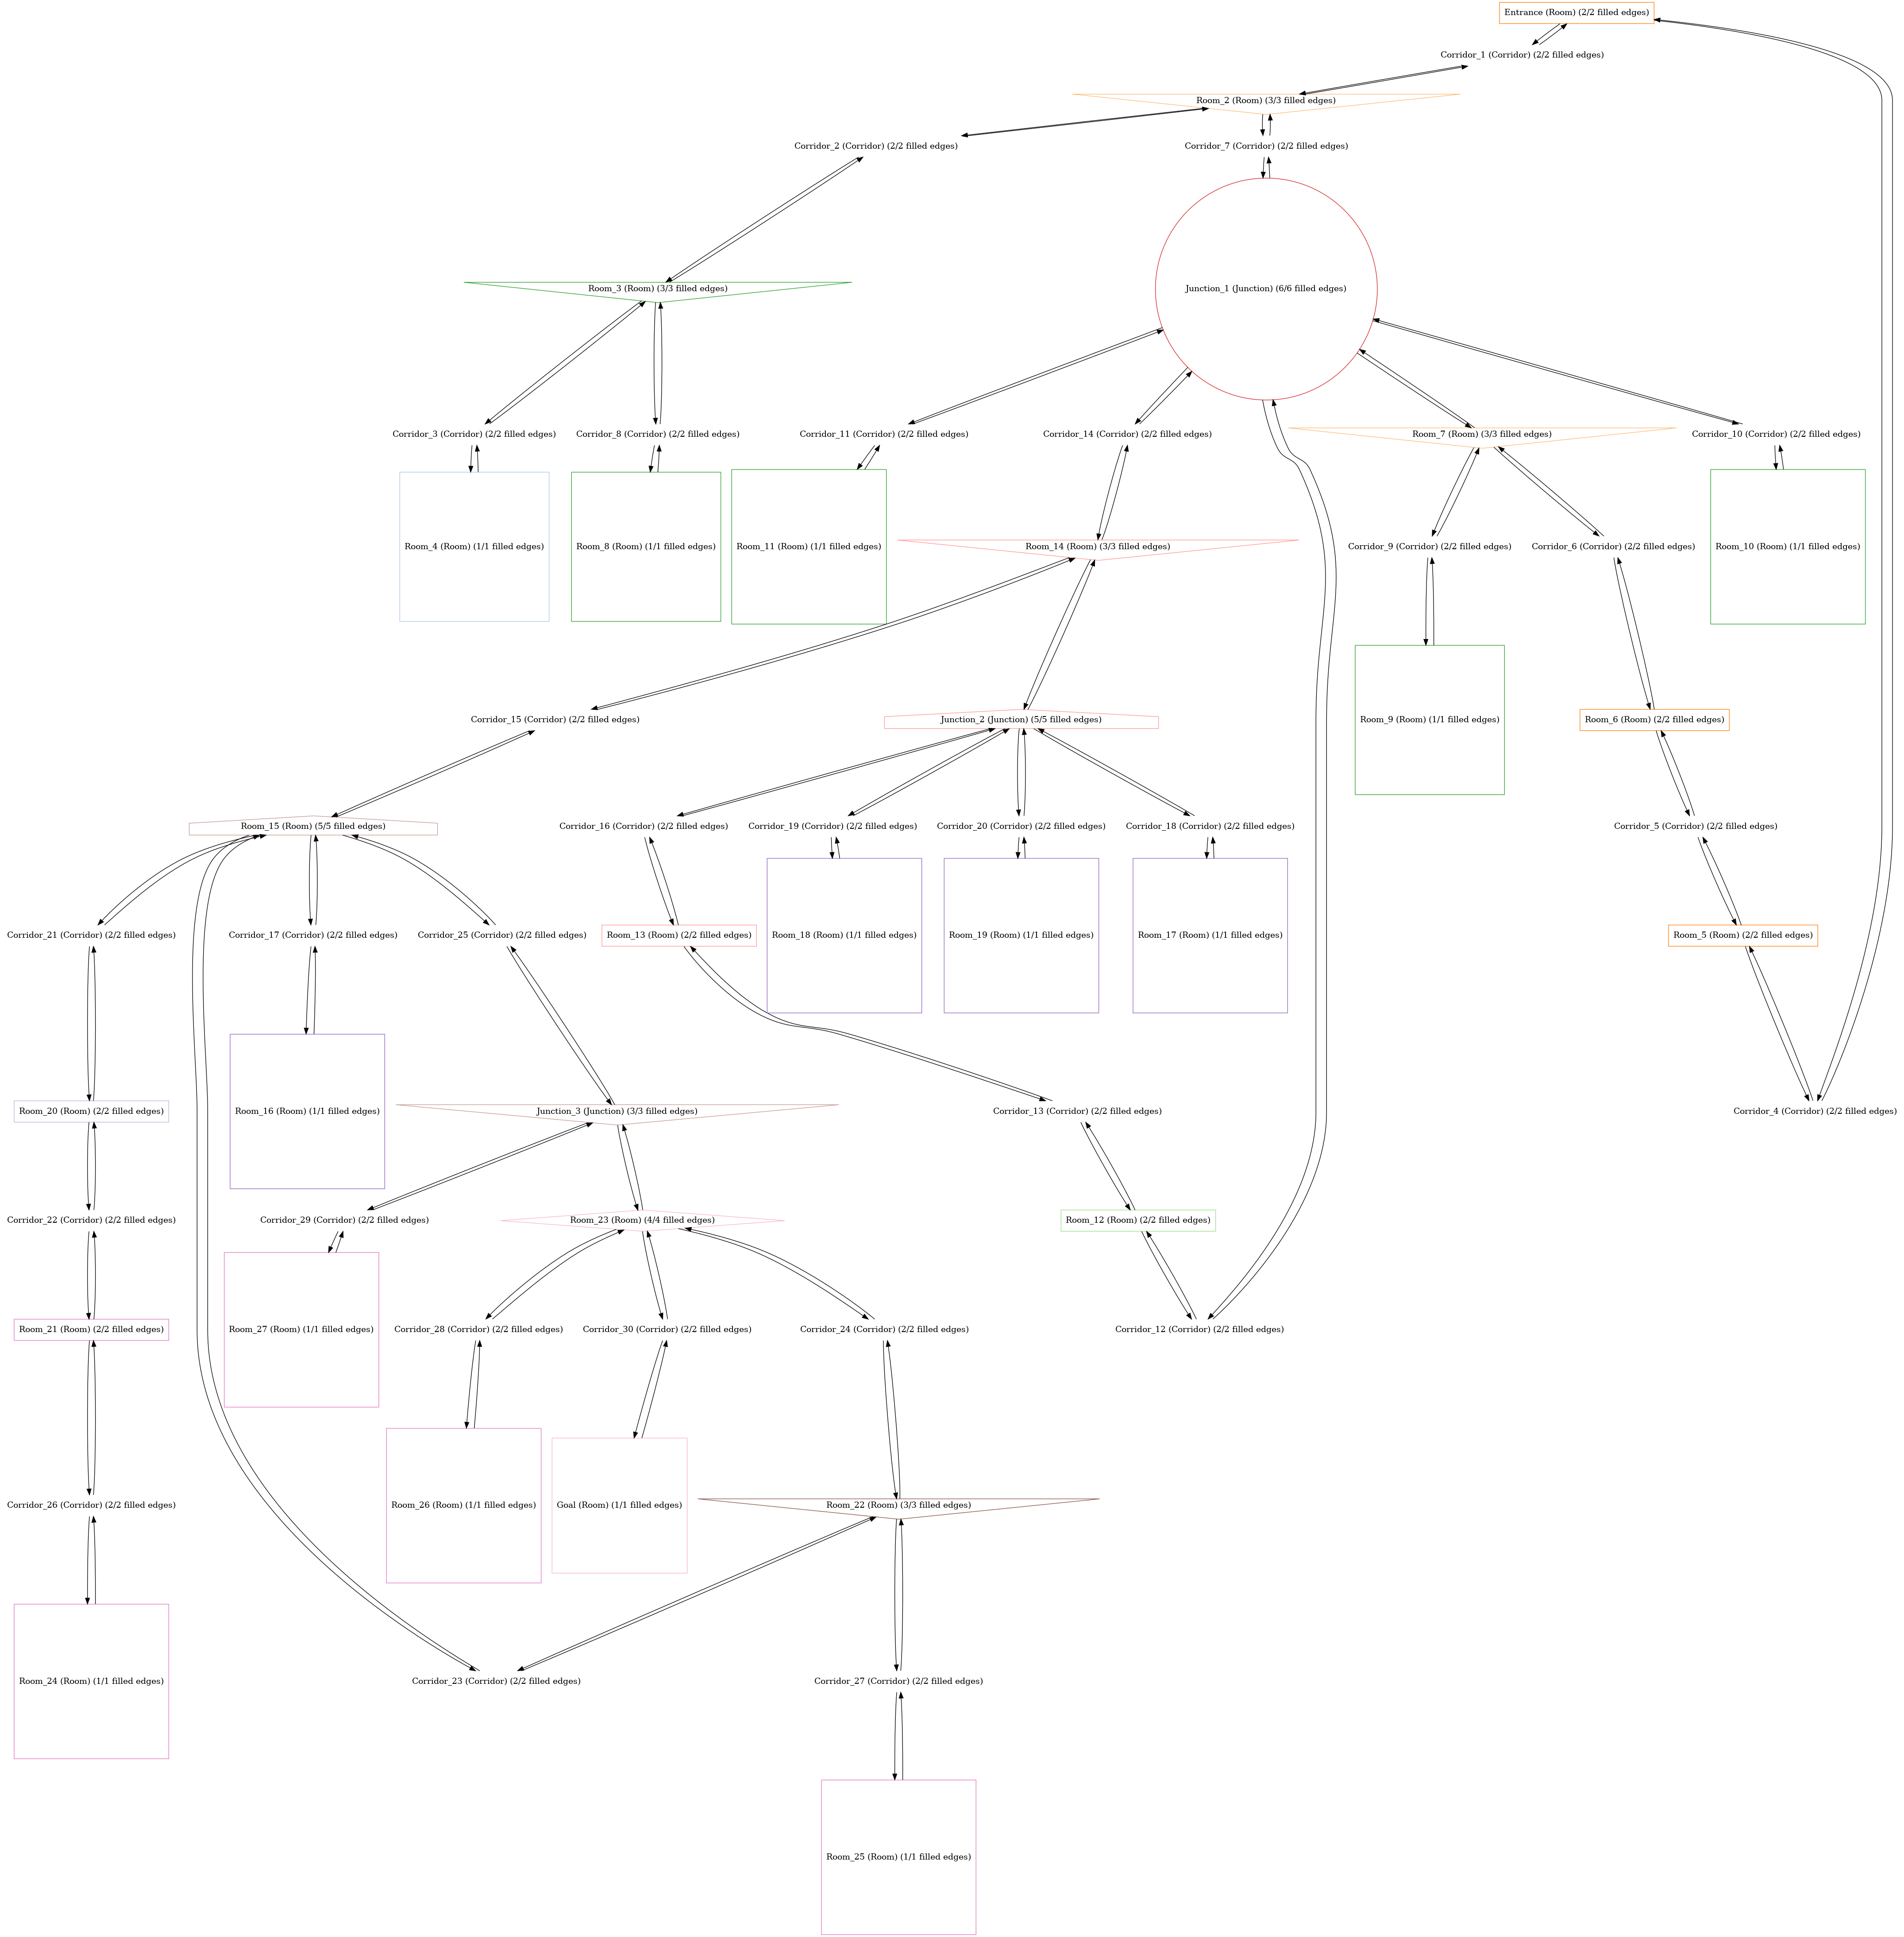 Entrance (Room) (2/2 filled edges)
Corridor_1 (Corridor) (2/2 filled edges)
Room_2 (Room) (3/3 filled edges)
Corridor_2 (Corridor) (2/2 filled edges)
Corridor_7 (Corridor) (2/2 filled edges)
Room_3 (Room) (3/3 filled edges)
Junction_1 (Junction) (6/6 filled edges)
Corridor_3 (Corridor) (2/2 filled edges)
Corridor_8 (Corridor) (2/2 filled edges)
Corridor_11 (Corridor) (2/2 filled edges)
Corridor_14 (Corridor) (2/2 filled edges)
Room_7 (Room) (3/3 filled edges)
Corridor_10 (Corridor) (2/2 filled edges)
Room_4 (Room) (1/1 filled edges)
Room_8 (Room) (1/1 filled edges)
Room_11 (Room) (1/1 filled edges)
Room_14 (Room) (3/3 filled edges)
Corridor_9 (Corridor) (2/2 filled edges)
Corridor_6 (Corridor) (2/2 filled edges)
Room_10 (Room) (1/1 filled edges)
Corridor_15 (Corridor) (2/2 filled edges)
Junction_2 (Junction) (5/5 filled edges)
Room_9 (Room) (1/1 filled edges)
Room_6 (Room) (2/2 filled edges)
Room_15 (Room) (5/5 filled edges)
Corridor_16 (Corridor) (2/2 filled edges)
Corridor_19 (Corridor) (2/2 filled edges)
Corridor_20 (Corridor) (2/2 filled edges)
Corridor_18 (Corridor) (2/2 filled edges)
Corridor_5 (Corridor) (2/2 filled edges)
Corridor_21 (Corridor) (2/2 filled edges)
Corridor_17 (Corridor) (2/2 filled edges)
Corridor_25 (Corridor) (2/2 filled edges)
Room_13 (Room) (2/2 filled edges)
Room_18 (Room) (1/1 filled edges)
Room_19 (Room) (1/1 filled edges)
Room_17 (Room) (1/1 filled edges)
Room_5 (Room) (2/2 filled edges)
Room_20 (Room) (2/2 filled edges)
Room_16 (Room) (1/1 filled edges)
Junction_3 (Junction) (3/3 filled edges)
Corridor_13 (Corridor) (2/2 filled edges)
Corridor_4 (Corridor) (2/2 filled edges)
Corridor_22 (Corridor) (2/2 filled edges)
Corridor_29 (Corridor) (2/2 filled edges)
Room_23 (Room) (4/4 filled edges)
Room_12 (Room) (2/2 filled edges)
Room_21 (Room) (2/2 filled edges)
Room_27 (Room) (1/1 filled edges)
Corridor_28 (Corridor) (2/2 filled edges)
Corridor_30 (Corridor) (2/2 filled edges)
Corridor_24 (Corridor) (2/2 filled edges)
Corridor_12 (Corridor) (2/2 filled edges)
Corridor_26 (Corridor) (2/2 filled edges)
Room_26 (Room) (1/1 filled edges)
Goal (Room) (1/1 filled edges)
Room_22 (Room) (3/3 filled edges)
Room_24 (Room) (1/1 filled edges)
Corridor_23 (Corridor) (2/2 filled edges)
Corridor_27 (Corridor) (2/2 filled edges)
Room_25 (Room) (1/1 filled edges)